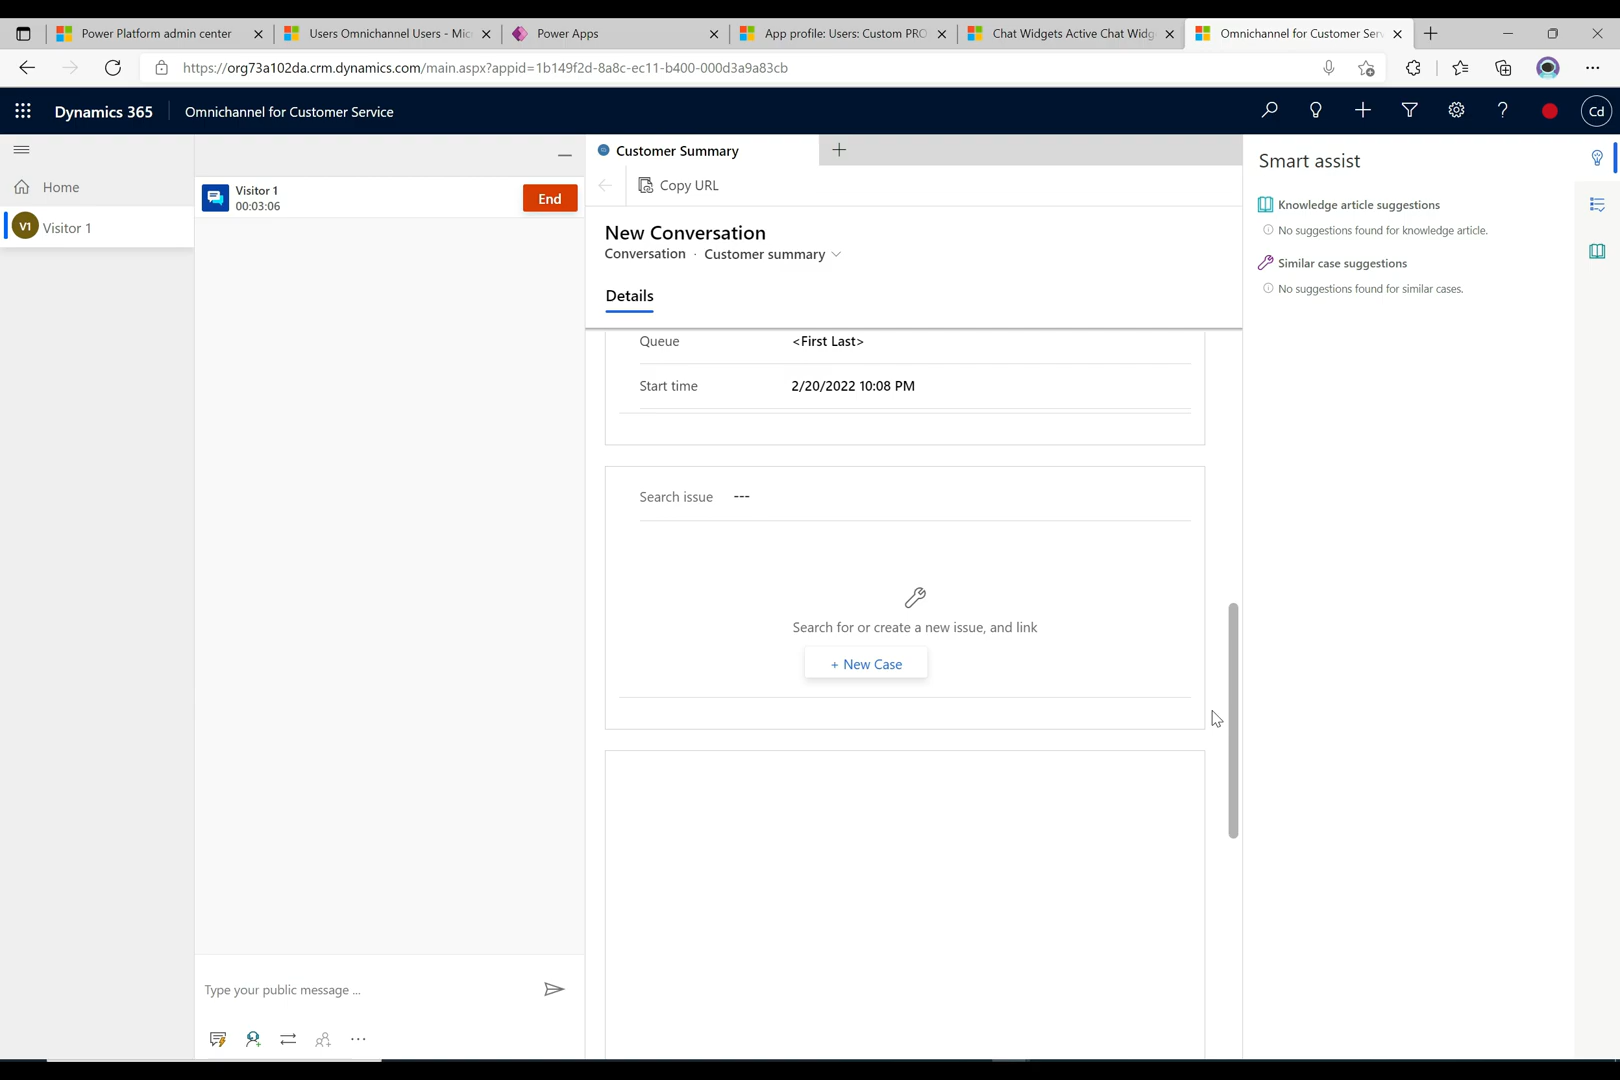 Power Platform admin center
Users Omnichannel Users - Mic
Power Apps
App profile: Users: Custom PRO
Chat Widgets Active Chat Widg
Omnichannel for Customer Serv
https://org73a102da.crm.dynamics.com/main.aspx?appid=1b149f2d-8a8c-ec11-b400-000d3a9a83cb
Dynamics 365
Omnichannel for Customer Service
Cd
Home
V1
Visitor 1
Visitor 1
00:03:06
End
Type your public message ...
Customer Summary
Copy URL
New Conversation
Conversation · Customer summary
Details
Queue
<First Last>
Start time
2/20/2022 10:08 PM
Search issue
---
Search for or create a new issue, and link
+ New Case
Smart assist
Knowledge article suggestions
No suggestions found for knowledge article.
Similar case suggestions
No suggestions found for similar cases.